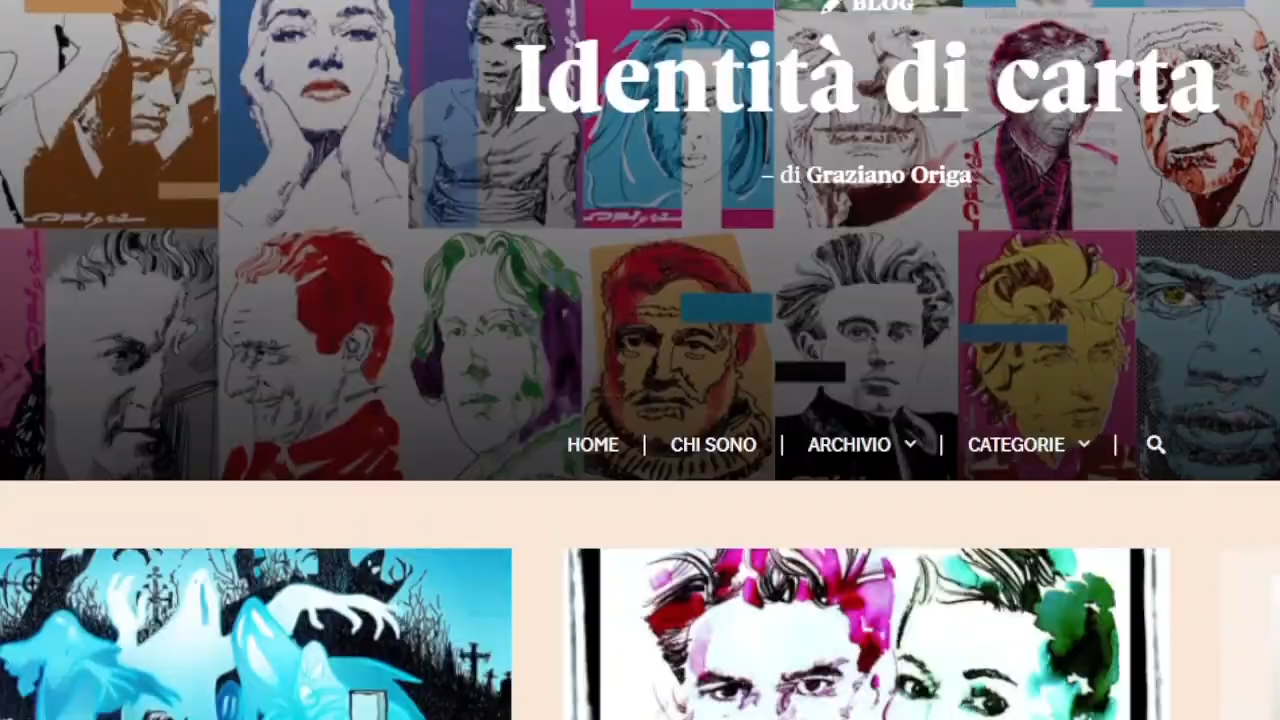 BLOG
Identità di carta
– di Graziano Origa
HOME | CHI SONO | ARCHIVIO | CATEGORIE |